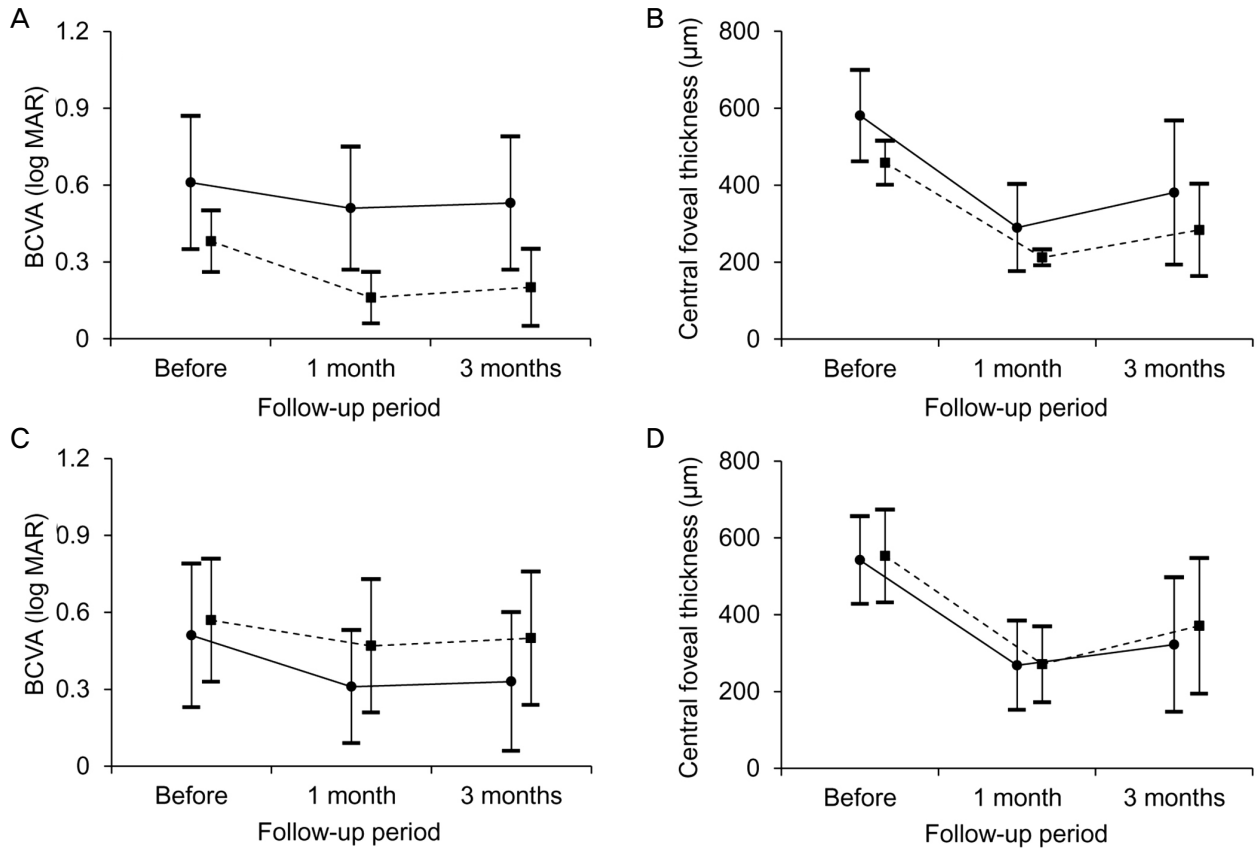 A
1.2
0.9
0.6
0.3
0
BCVA (log MAR)
Before
1 month
3 months
Follow-up period
B
800
600
400
200
0
Central foveal thickness (µm)
Before
1 month
3 months
Follow-up period
C
1.2
0.9
0.6
0.3
0
BCVA (log MAR)
Before
1 month
3 months
Follow-up period
D
800
600
400
200
0
Central foveal thickness (µm)
Before
1 month
3 months
Follow-up period